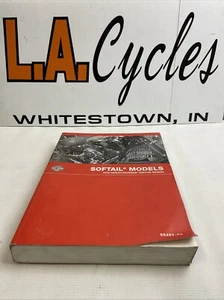 L.A. Cycles
WHITESTOWN, IN
SOFTAIL® MODELS